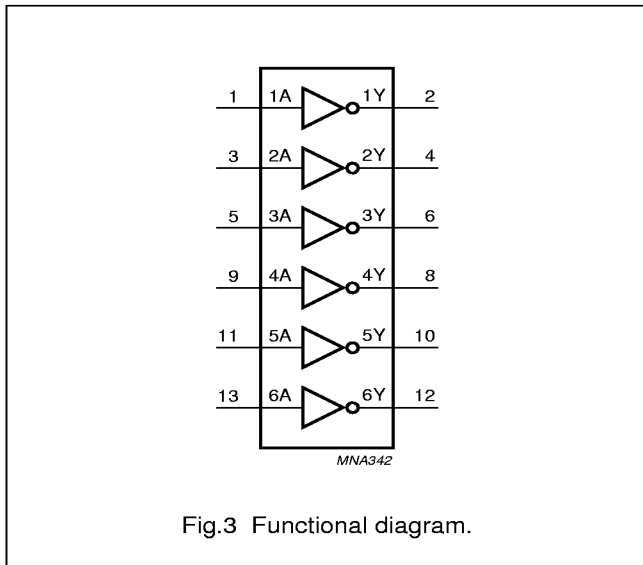 1 1A 1Y 2
3 2A 2Y 4
5 3A 3Y 6
9 4A 4Y 8
11 5A 5Y 10
13 6A 6Y 12
MNA342
Fig.3 Functional diagram.